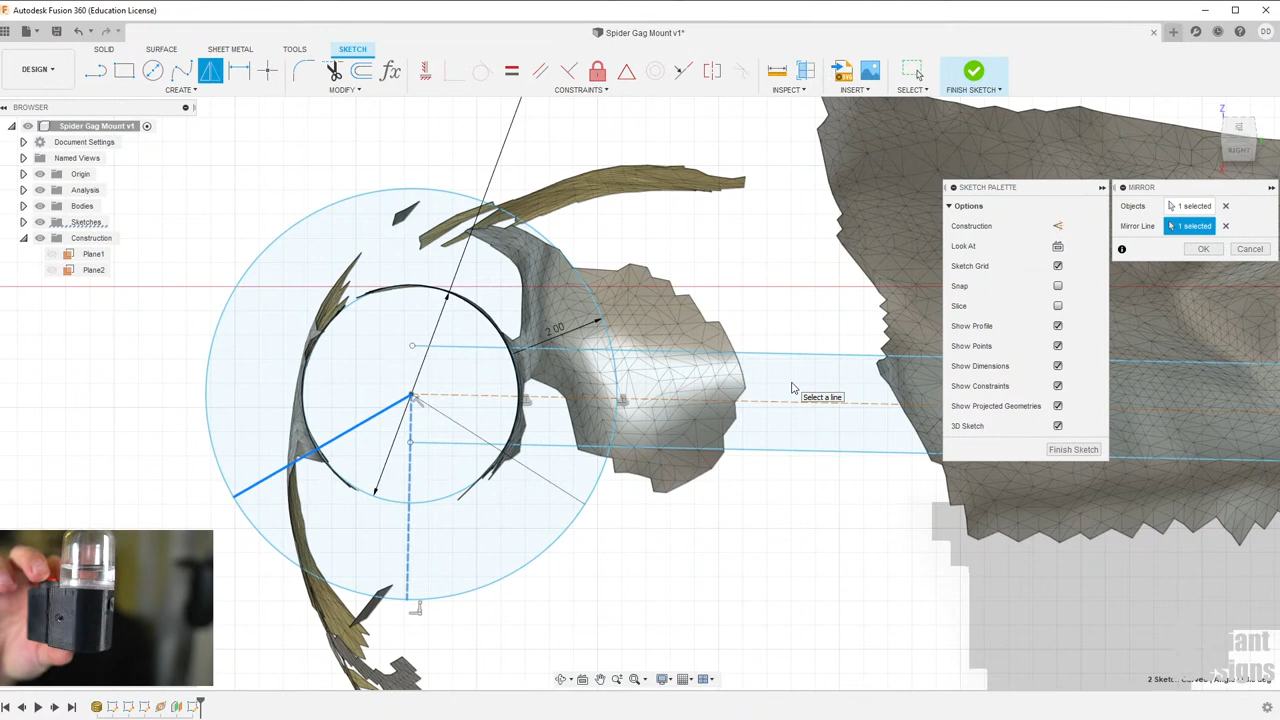 Autodesk Fusion 360 (Education License)
Spider Gag Mount v1*
DD
DESIGN
SOLID
SURFACE
SHEET METAL
TOOLS
SKETCH
CREATE
MODIFY
CONSTRAINTS
INSPECT
INSERT
SELECT
FINISH SKETCH
BROWSER
Spider Gag Mount v1
Document Settings
Named Views
Origin
Analysis
Bodies
Sketches
Construction
Plane1
Plane2
2.00
Select a line
Z
RIGHT
SKETCH PALETTE
Options
Construction
Look At
Sketch Grid
Snap
Slice
Show Profile
Show Points
Show Dimensions
Show Constraints
Show Projected Geometries
3D Sketch
Finish Sketch
MIRROR
Objects
1 selected
Mirror Line
1 selected
OK
Cancel